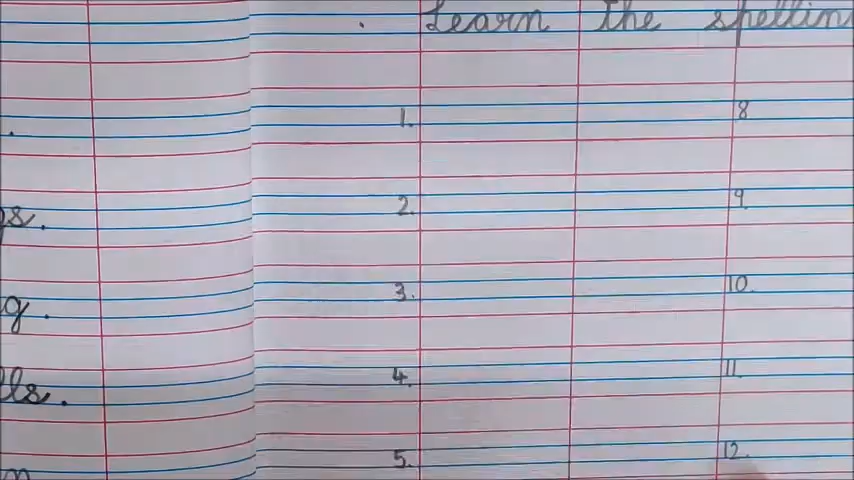 Learn the spellin
1. 8
2. 9.
3. 10.
g.
4. 11.
5. 12.